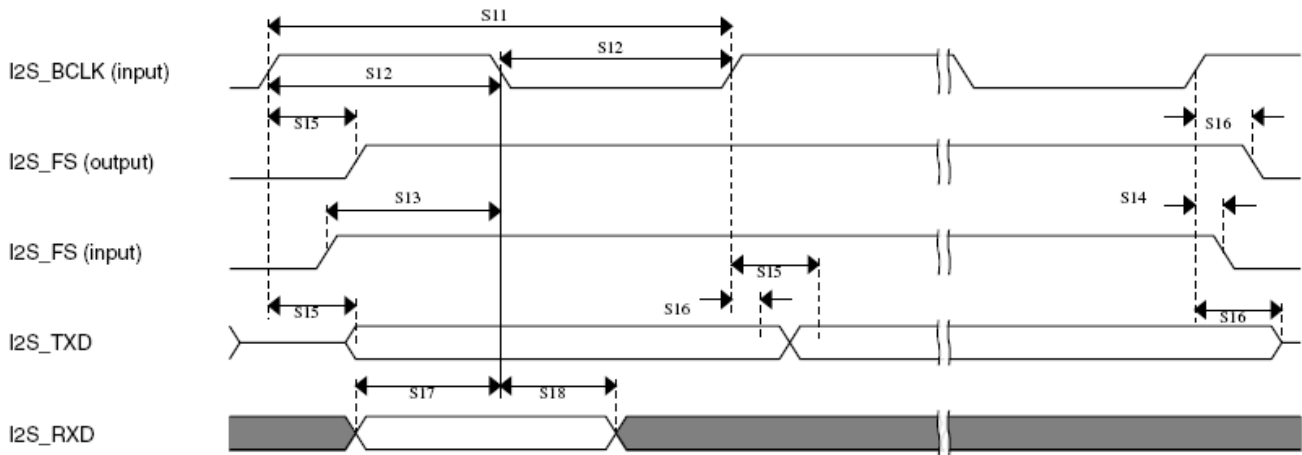 S11
S12
I2S_BCLK (input)
S12
S15
S16
I2S_FS (output)
S13
S14
I2S_FS (input)
S15
S15
S16
S16
I2S_TXD
S17
S18
I2S_RXD